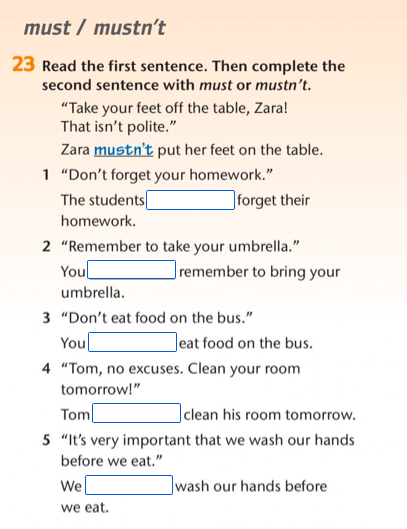 must / mustn't
23 Read the first sentence. Then complete the
second sentence with must or mustn't.
"Take your feet off the table, Zara!
That isn't polite."
Zara mustn't put her feet on the table.
1 "Don't forget your homework."
The students forget their
homework.
2 "Remember to take your umbrella."
You remember to bring your
umbrella.
3 "Don't eat food on the bus."
You eat food on the bus.
4 "Tom, no excuses. Clean your room
tomorrow!"
Tom clean his room tomorrow.
5 "It's very important that we wash our hands
before we eat."
We wash our hands before
we eat.